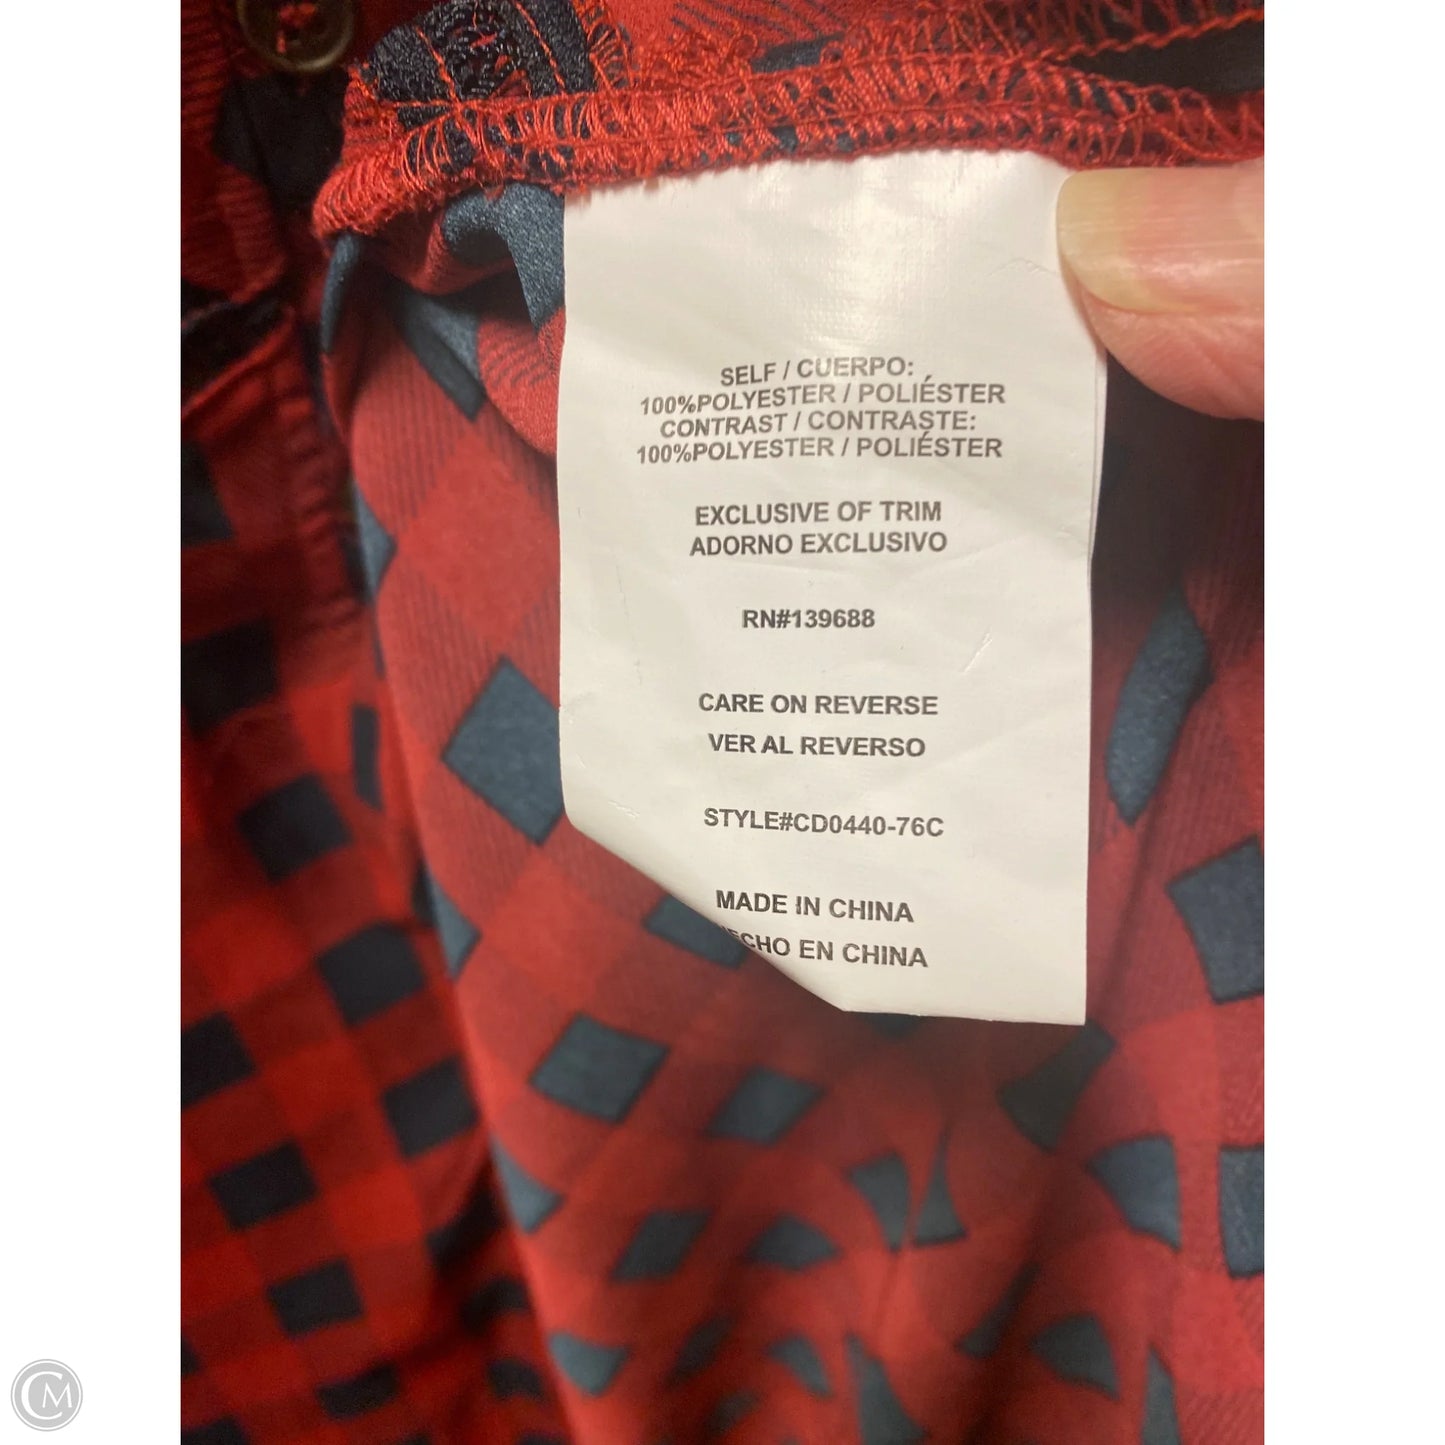 SELF / CUERPO:
100%POLYESTER / POLIÉSTER
CONTRAST / CONTRASTE:
100%POLYESTER / POLIÉSTER
EXCLUSIVE OF TRIM
ADORNO EXCLUSIVO
RN#139688
CARE ON REVERSE
VER AL REVERSO
STYLE#CD0440-76C
MADE IN CHINA
EN CHINA
CM